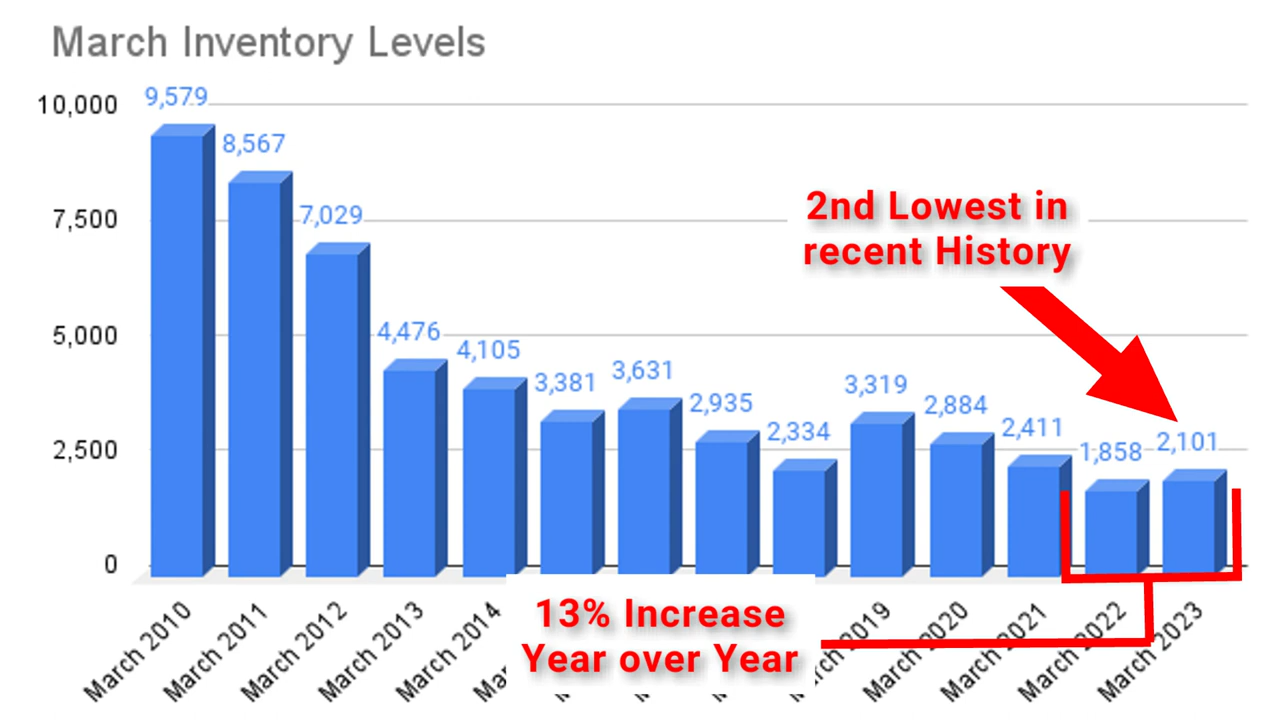 March Inventory Levels
10,000
7,500
5,000
2,500
0
9,579
8,567
7,029
4,476
4,105
3,381
3,631
2,935
2,334
3,319
2,884
2,411
1,858
2,101
2nd Lowest in
recent History
13% Increase
Year over Year
March 2010
March 2011
March 2012
March 2013
March 2014
2019
March 2020
March 2021
March 2022
March 2023